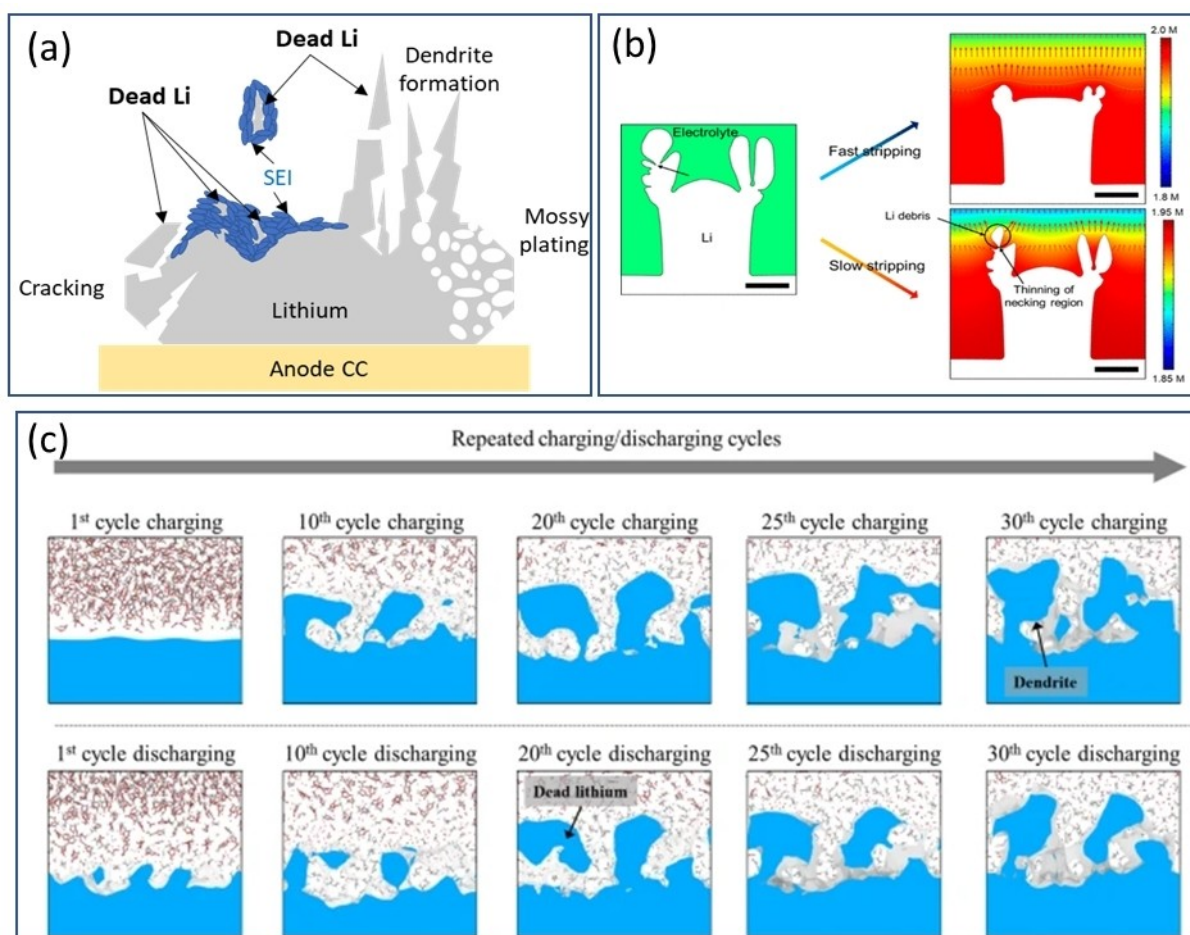 (a)
Dead Li
Dendrite
formation
Dead Li
SEI
Mossy
plating
Cracking
Lithium
Anode CC
(b)
Electrolyte
Li
Fast stripping
Slow stripping
2.0 M
1.8 M
Li debris
Thinning of
necking region
1.95 M
1.85 M
(c)
Repeated charging/discharging cycles
1st cycle charging
10th cycle charging
20th cycle charging
25th cycle charging
30th cycle charging
Dendrite
1st cycle discharging
10th cycle discharging
20th cycle discharging
25th cycle discharging
30th cycle discharging
Dead lithium